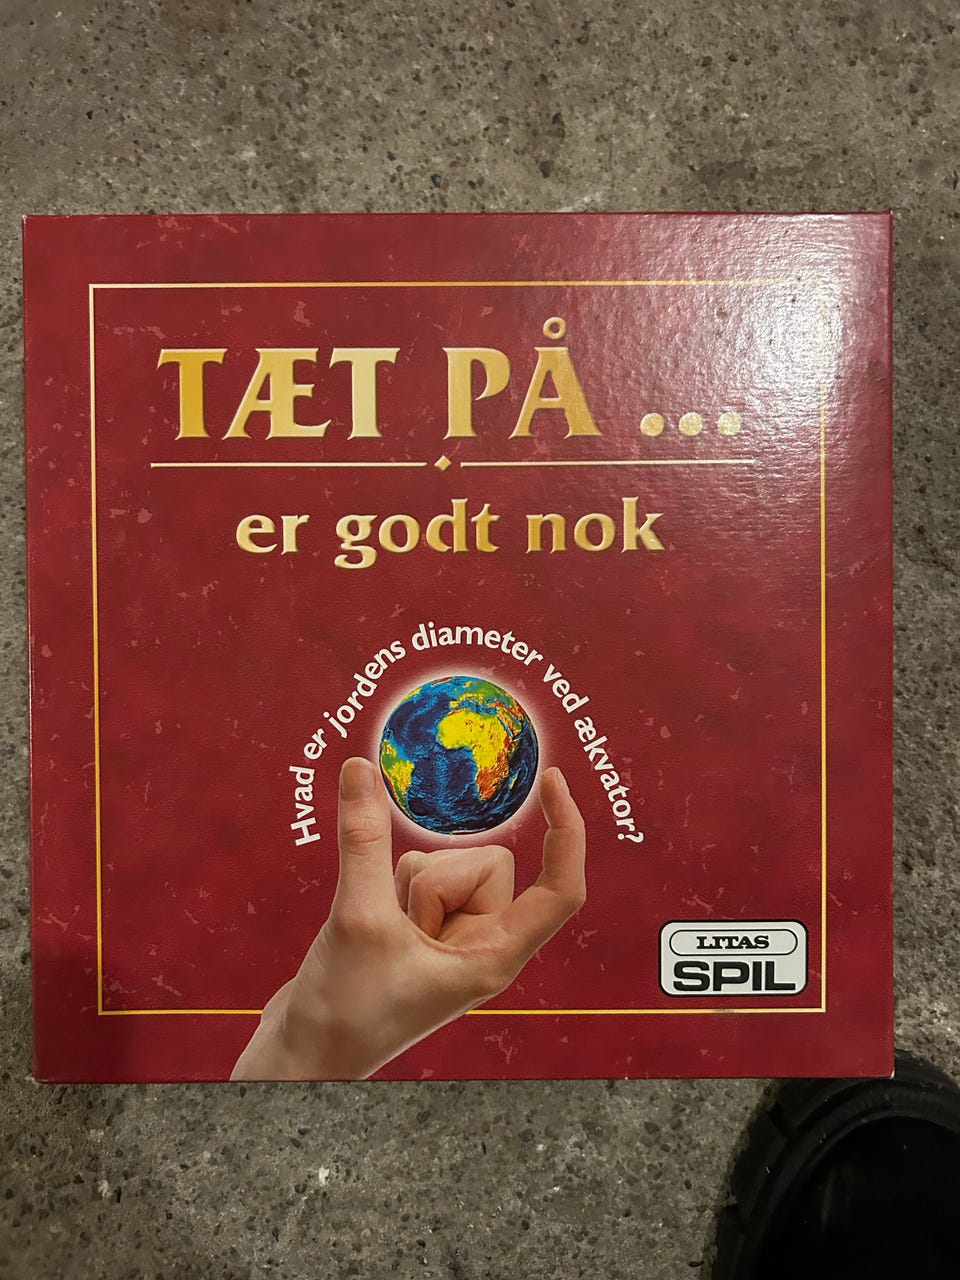 TÆT PÅ ...
er godt nok
Hvad er jordens diameter ved ækvator?
LITAS
SPIL